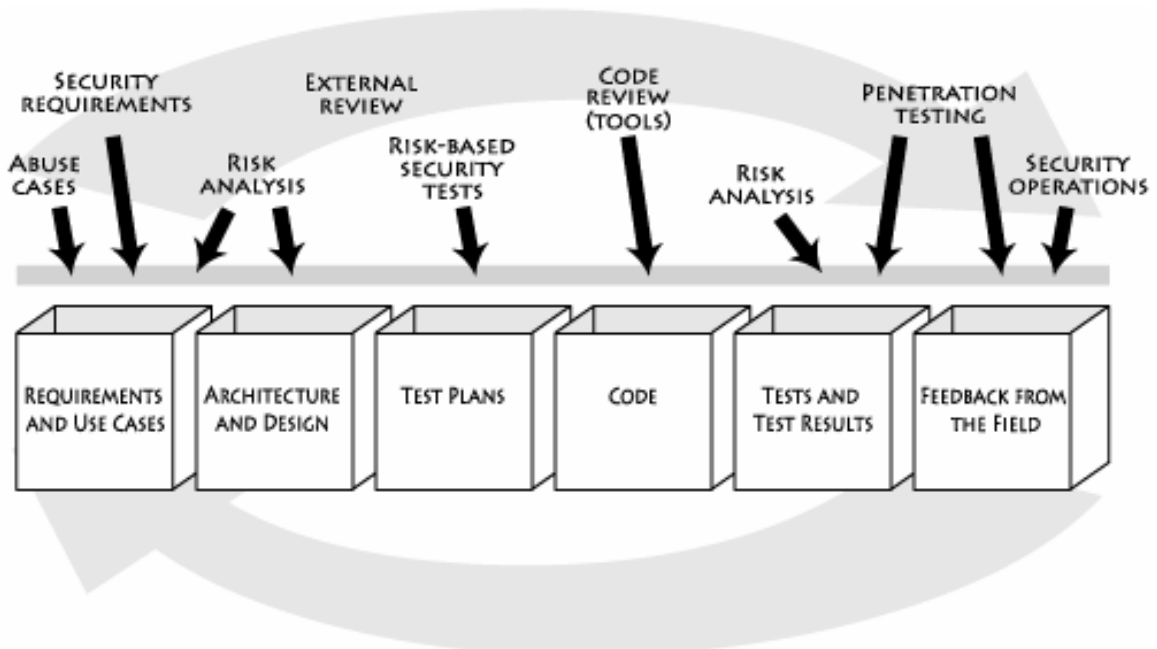 SECURITY
REQUIREMENTS
EXTERNAL
REVIEW
CODE
REVIEW
(TOOLS)
PENETRATION
TESTING
ABUSE
CASES
RISK
ANALYSIS
RISK-BASED
SECURITY
TESTS
RISK
ANALYSIS
SECURITY
OPERATIONS
REQUIREMENTS
AND USE CASES
ARCHITECTURE
AND DESIGN
TEST PLANS
CODE
TESTS AND
TEST RESULTS
FEEDBACK FROM
THE FIELD